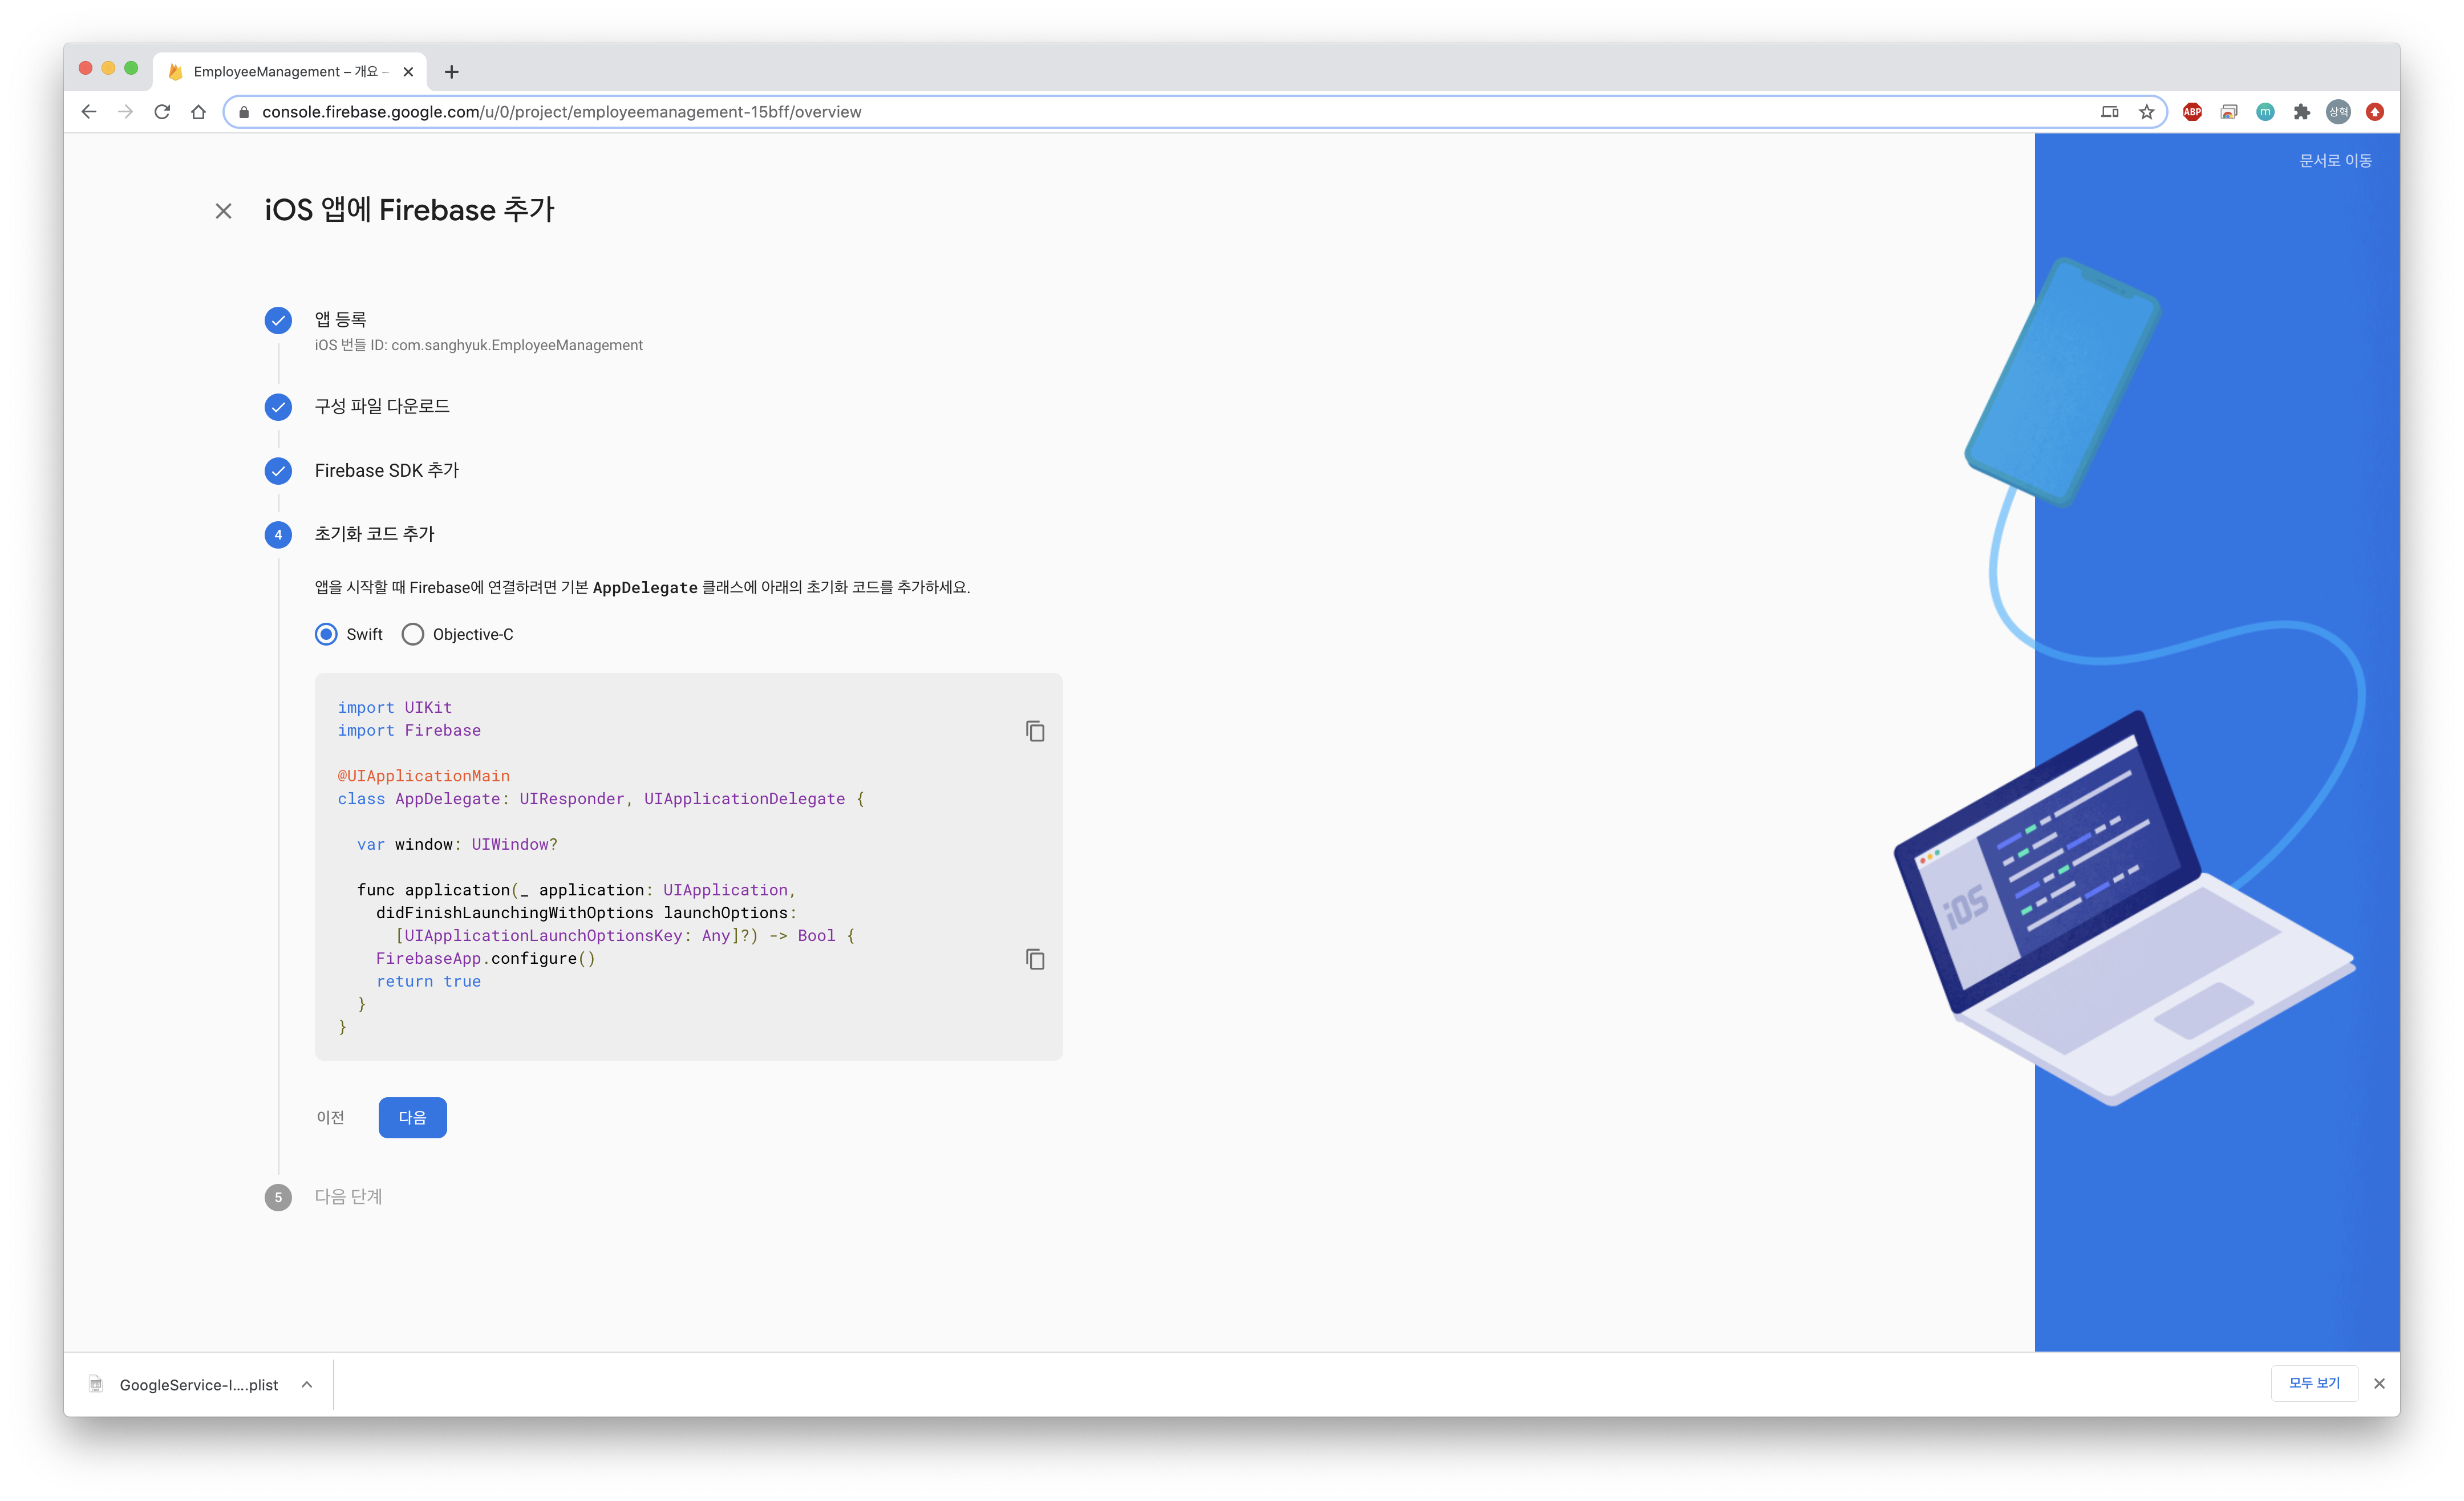 EmployeeManagement – 개요 –
console.firebase.google.com/u/0/project/employeemanagement-15bff/overview
ABP
m
상혁
문서로 이동
iOS 앱에 Firebase 추가
앱 등록
iOS 번들 ID: com.sanghyuk.EmployeeManagement
구성 파일 다운로드
Firebase SDK 추가
4 초기화 코드 추가
앱을 시작할 때 Firebase에 연결하려면 기본 AppDelegate 클래스에 아래의 초기화 코드를 추가하세요.
Swift Objective-C
import UIKit
import Firebase
@UIApplicationMain
class AppDelegate: UIResponder, UIApplicationDelegate {
var window: UIWindow?
func application(_ application: UIApplication,
didFinishLaunchingWithOptions launchOptions:
[UIApplicationLaunchOptionsKey: Any]?) -> Bool {
FirebaseApp.configure()
return true
}
}
이전 다음
5 다음 단계
iOS
GoogleService-I....plist
모두 보기